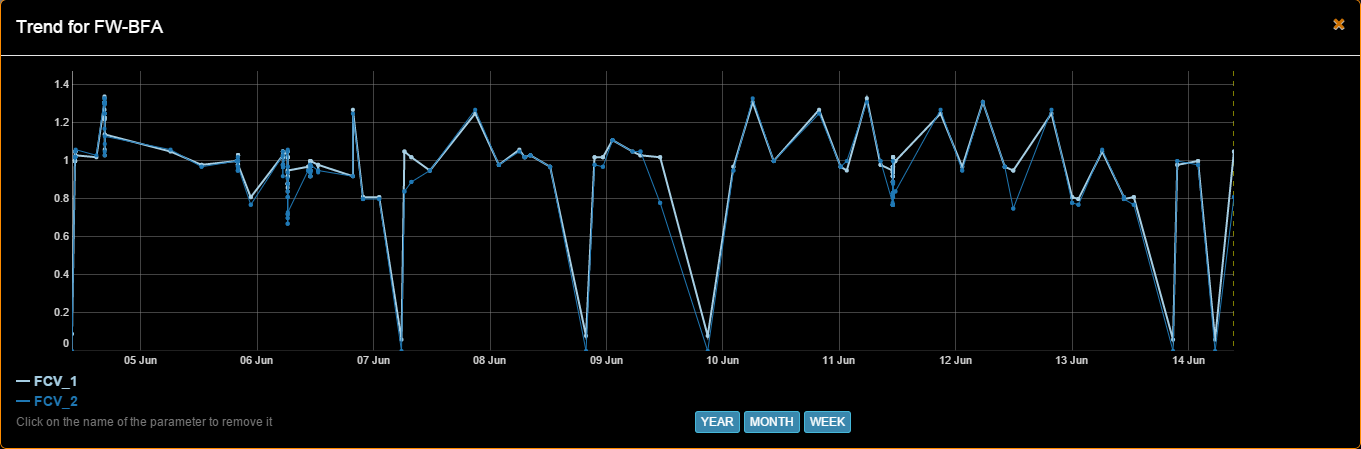 Trend for FW-BFA
1.4
1.2
1
0.8
0.6
0.4
0.2
0
05 Jun 06 Jun 07 Jun 08 Jun 09 Jun 10 Jun 11 Jun 12 Jun 13 Jun 14 Jun
FCV_1
FCV_2
Click on the name of the parameter to remove it YEAR MONTH WEEK